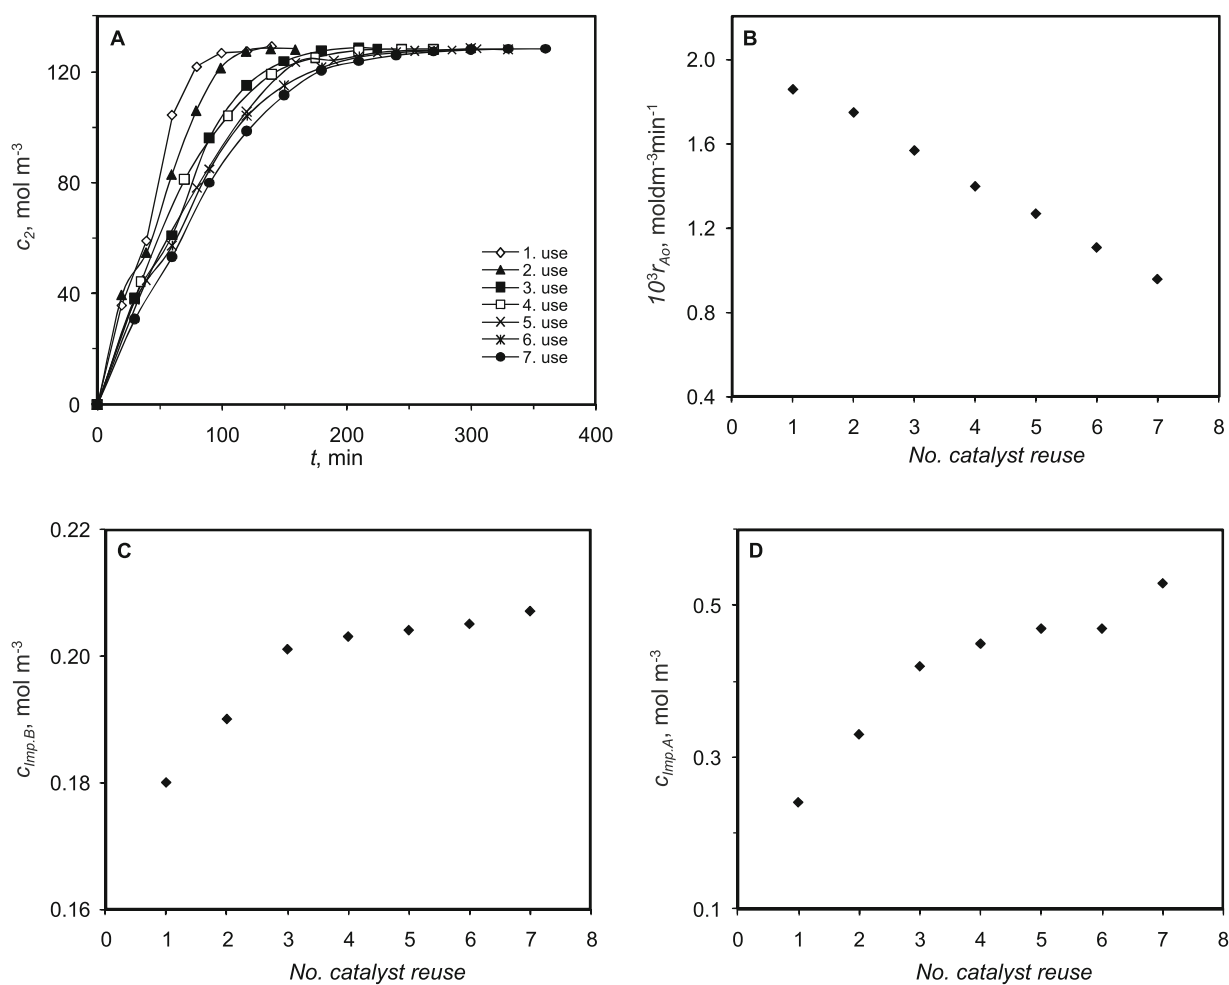 A
120
80
40
0
c2, mol m-3
0
100
200
300
400
t, min
1. use
2. use
3. use
4. use
5. use
6. use
7. use
B
2.0
1.6
1.2
0.8
0.4
10³rAo, moldm-3min-1
0
1
2
3
4
5
6
7
8
No. catalyst reuse
C
0.22
0.20
0.18
0.16
cImp.B, mol m-3
0
1
2
3
4
5
6
7
8
No. catalyst reuse
D
0.5
0.3
0.1
cImp.A, mol m-3
0
1
2
3
4
5
6
7
8
No. catalyst reuse